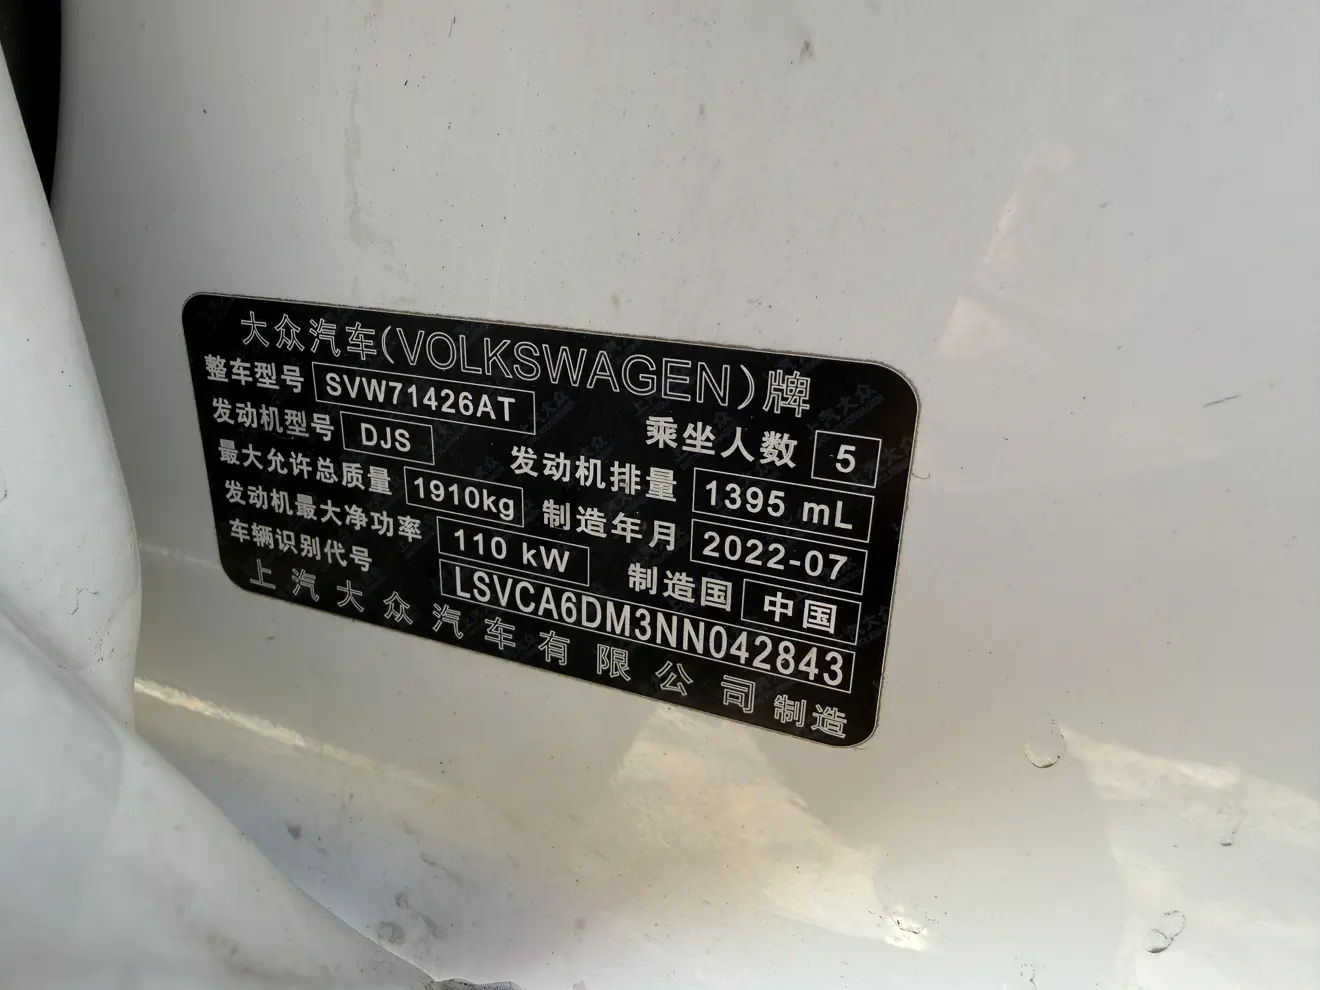 大众汽车(VOLKSWAGEN)牌
整车型号 SVW71426AT 乘坐人数 5
发动机型号 DJS 发动机排量 1395 mL
最大允许总质量 1910kg 制造年月 2022-07
发动机最大净功率 110 kW 制造国 中国
车辆识别代号 LSVCA6DM3NN042843
上汽大众汽车有限公司制造